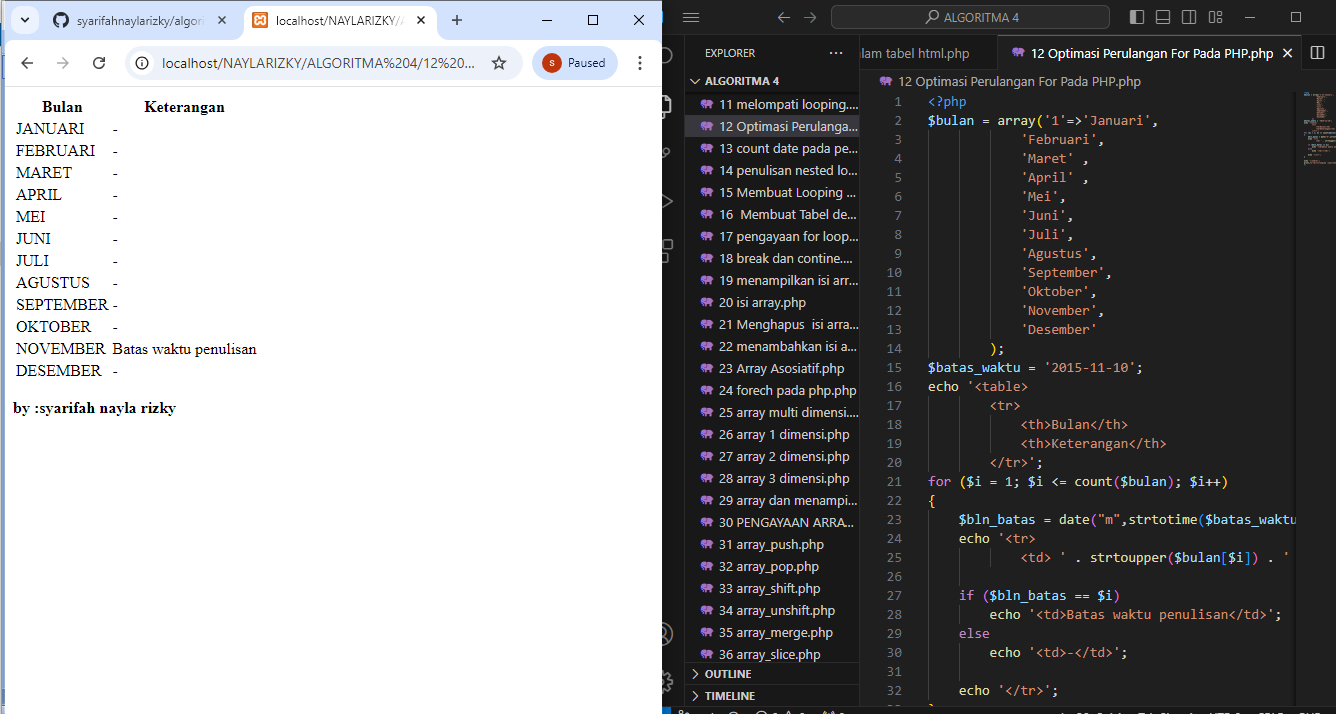 syarifahnaylarizky/algori
localhost/NAYLARIZKY/A
localhost/NAYLARIZKY/ALGORITMA%204/12%20...
s Paused
Bulan Keterangan
JANUARI -
FEBRUARI -
MARET -
APRIL -
MEI -
JUNI -
JULI -
AGUSTUS -
SEPTEMBER -
OKTOBER -
NOVEMBER Batas waktu penulisan
DESEMBER -
by :syarifah nayla rizky
ALGORITMA 4
EXPLORER
ALGORITMA 4
11 melompati looping....
12 Optimasi Perulanga...
13 count date pada pe...
14 penulisan nested lo...
15 Membuat Looping ...
16 Membuat Tabel de...
17 pengayaan for loop...
18 break dan contine....
19 menampilkan isi arr...
20 isi array.php
21 Menghapus isi arra...
22 menambahkan isi a...
23 Array Asosiatif.php
24 forech pada php.php
25 array multi dimensi....
26 array 1 dimensi.php
27 array 2 dimensi.php
28 array 3 dimensi.php
29 array dan menampi...
30 PENGAYAAN ARRA...
31 array_push.php
32 array_pop.php
33 array_shift.php
34 array_unshift.php
35 array_merge.php
36 array_slice.php
OUTLINE
TIMELINE
lam tabel html.php
12 Optimasi Perulangan For Pada PHP.php
12 Optimasi Perulangan For Pada PHP.php
1 <?php
2 $bulan = array('1'=>'Januari',
3 'Februari',
4 'Maret' ,
5 'April' ,
6 'Mei',
7 'Juni',
8 'Juli',
9 'Agustus',
10 'September',
11 'Oktober',
12 'November',
13 'Desember'
14 );
15 $batas_waktu = '2015-11-10';
16 echo '<table>
17 <tr>
18 <th>Bulan</th>
19 <th>Keterangan</th>
20 </tr>';
21 for ($i = 1; $i <= count($bulan); $i++)
22 {
23 $bln_batas = date("m",strtotime($batas_waktu
24 echo '<tr>
25 <td> ' . strtoupper($bulan[$i]) . '
26
27 if ($bln_batas == $i)
28 echo '<td>Batas waktu penulisan</td>';
29 else
30 echo '<td>-</td>';
31
32 echo '</tr>';